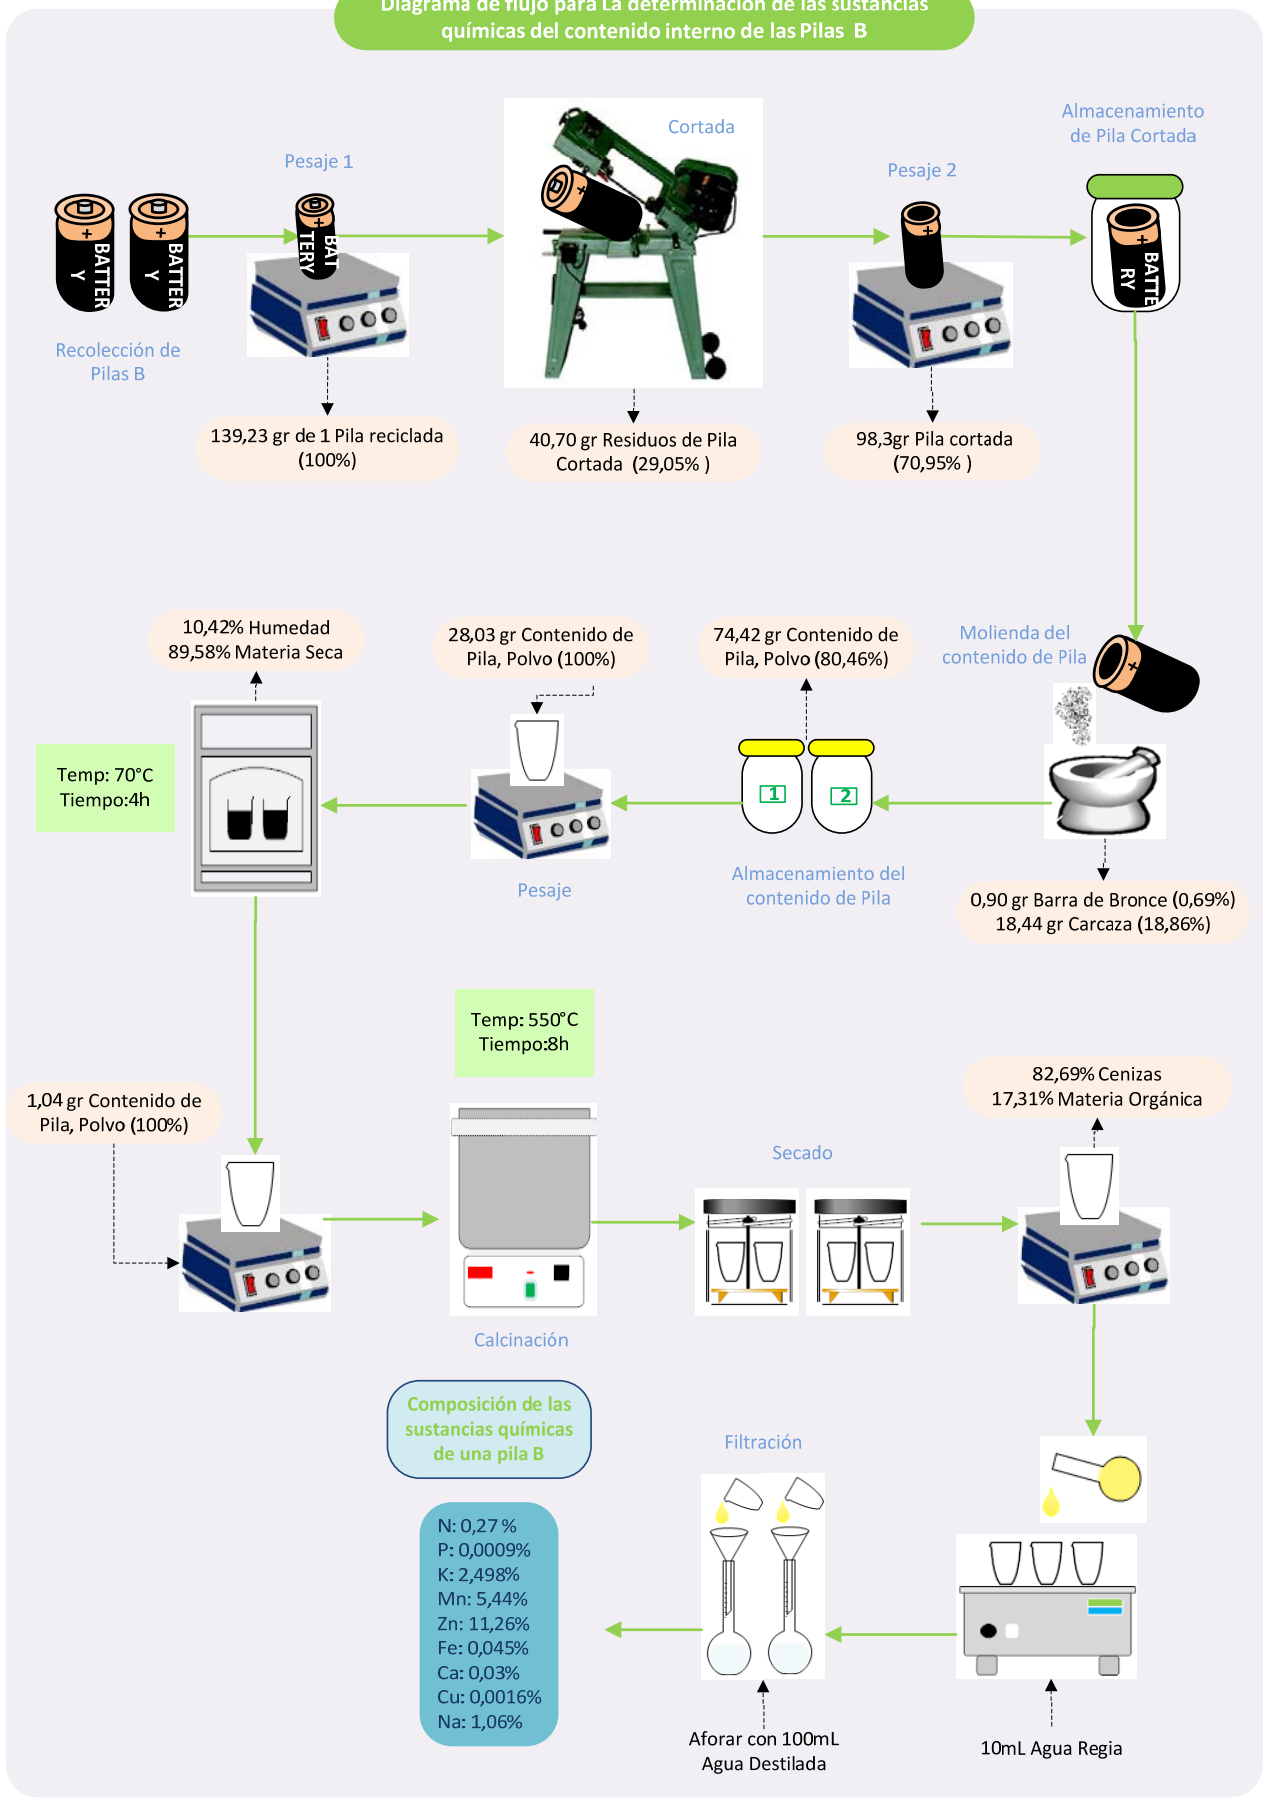 Diagrama de flujo para La determinación de las sustancias
químicas del contenido interno de las Pilas B
Almacenamiento
de Pila Cortada
Cortada
Pesaje 1
Pesaje 2
BATTER
Y
BATTER
Y
BAT
TERY
BATTE
RY
Recolección de
Pilas B
139,23 gr de 1 Pila reciclada
(100%)
40,70 gr Residuos de Pila
Cortada (29,05% )
98,3gr Pila cortada
(70,95% )
10,42% Humedad
89,58% Materia Seca
28,03 gr Contenido de
Pila, Polvo (100%)
74,42 gr Contenido de
Pila, Polvo (80,46%)
Molienda del
contenido de Pila
Temp: 70°C
Tiempo:4h
1
2
Pesaje
Almacenamiento del
contenido de Pila
0,90 gr Barra de Bronce (0,69%)
18,44 gr Carcaza (18,86%)
Temp: 550°C
Tiempo:8h
1,04 gr Contenido de
Pila, Polvo (100%)
82,69% Cenizas
17,31% Materia Orgánica
Secado
Calcinación
Composición de las
sustancias químicas
de una pila B
Filtración
N: 0,27 %
P: 0,0009%
K: 2,498%
Mn: 5,44%
Zn: 11,26%
Fe: 0,045%
Ca: 0,03%
Cu: 0,0016%
Na: 1,06%
Aforar con 100mL
Agua Destilada
10mL Agua Regia